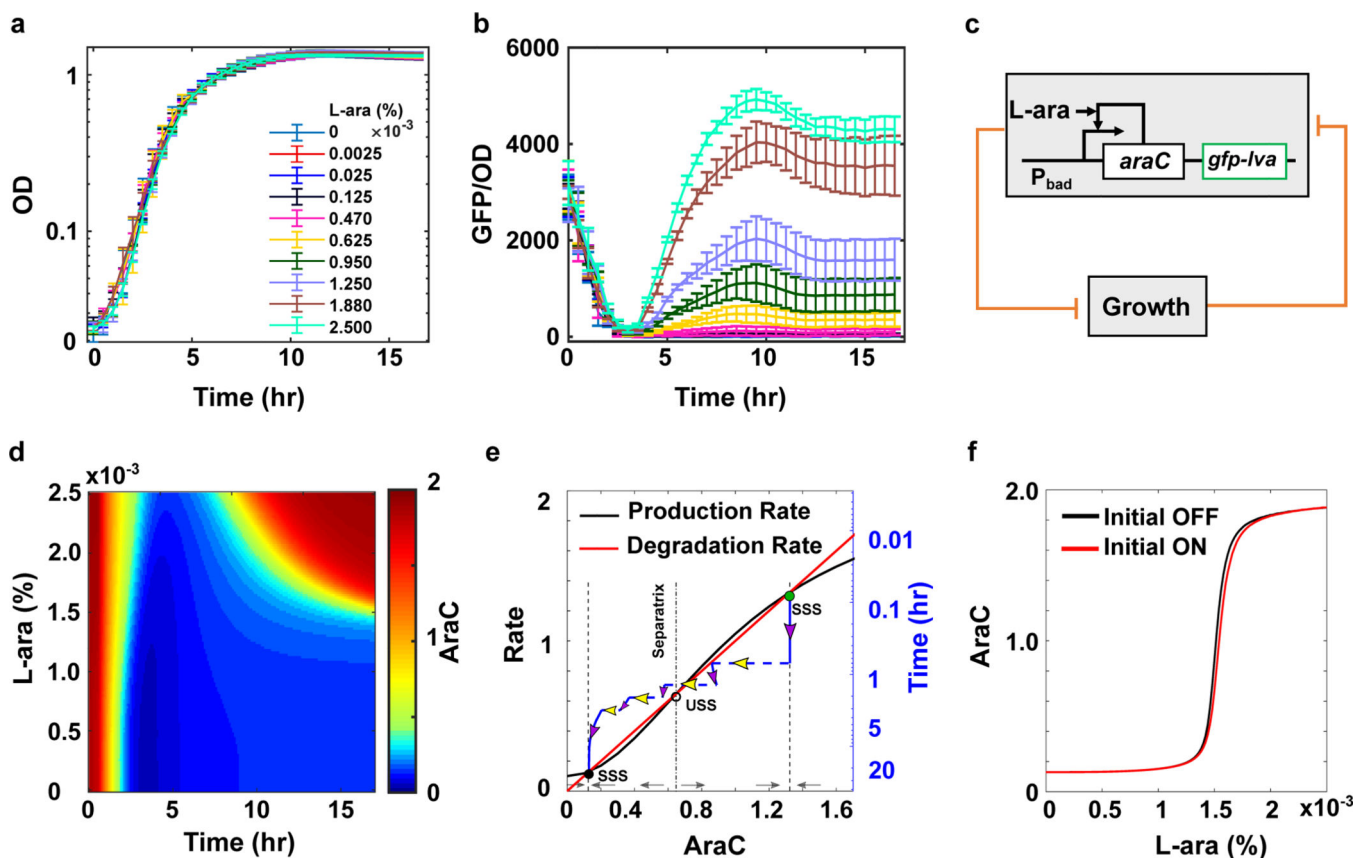 a
OD
1
0.1
0
L-ara (%)
×10⁻³
0
0.0025
0.025
0.125
0.470
0.625
0.950
1.250
1.880
2.500
0 5 10 15
Time (hr)
b
GFP/OD
6000
4000
2000
0
0 5 10 15
Time (hr)
c
L-ara
P_bad
araC
gfp-lva
Growth
d
x10⁻³
L-ara (%)
2.5
2.0
1.5
1.0
0.5
0
0 5 10 15
Time (hr)
2
1
0
AraC
e
Rate
2
1
0
Production Rate
Degradation Rate
Separatrix
SSS
USS
SSS
0 0.4 0.8 1.2 1.6
AraC
0.01
0.1
1
5
20
Time (hr)
f
AraC
2.0
1.0
0
Initial OFF
Initial ON
0 0.5 1 1.5 2 x10⁻³
L-ara (%)